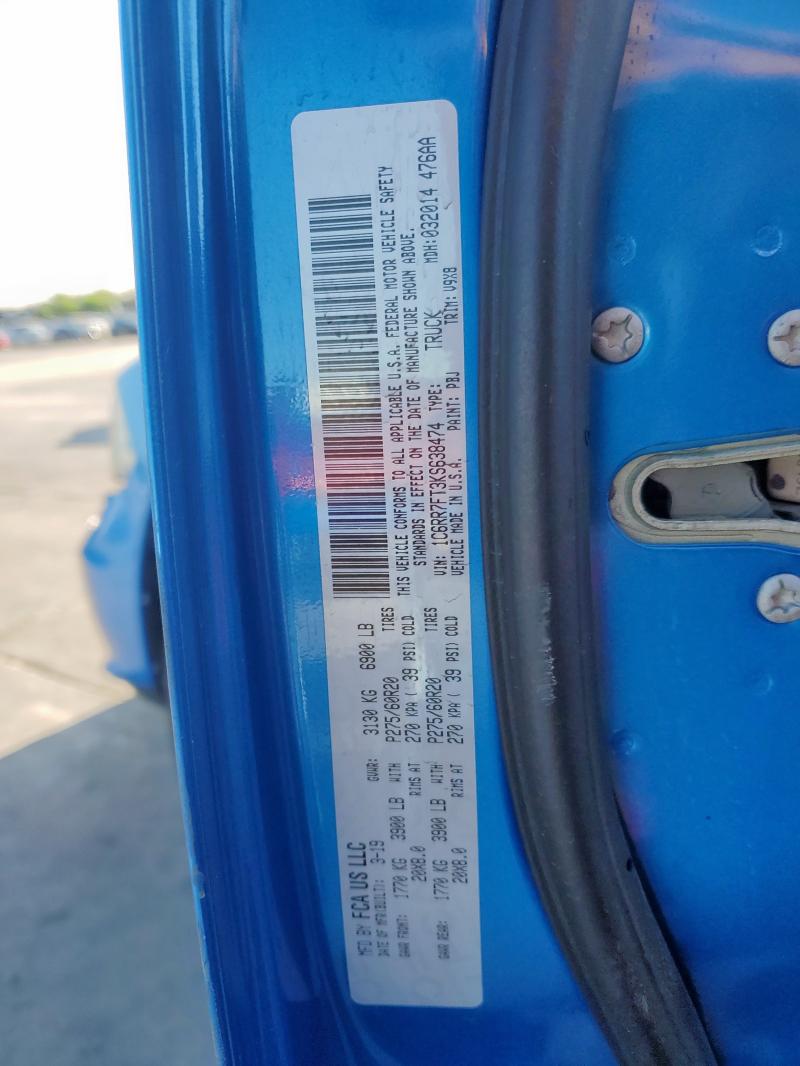 MFD BY FCA US LLC
DATE OF MFR(BUILT): 3-19 GVWR: 3130 KG 6900 LB
GAWR FRONT: 1770 KG 3900 LB WITH P275/60R20 TIRES
20X8.0 RIMS AT 270 KPA ( 39 PSI) COLD
GAWR REAR: 1770 KG 3900 LB WITH P275/60R20 TIRES
20X8.0 RIMS AT 270 KPA ( 39 PSI) COLD
THIS VEHICLE CONFORMS TO ALL APPLICABLE U.S.A. FEDERAL MOTOR VEHICLE SAFETY
STANDARDS IN EFFECT ON THE DATE OF MANUFACTURE SHOWN ABOVE.
VIN: 1C6RR7FT3KS638474 TYPE: TRUCK MDH:032014 476AA
VEHICLE MADE IN U.S.A. PAINT: PBJ TRIM: V9X8